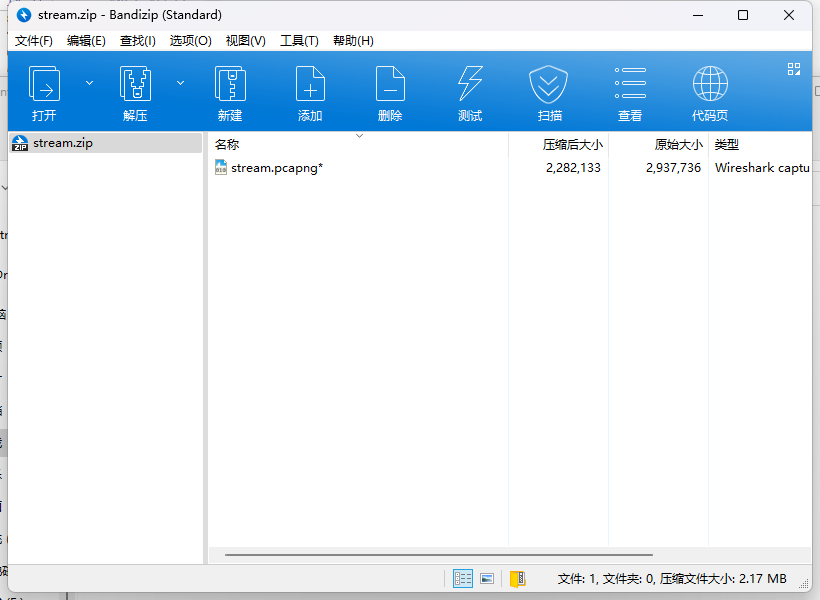 stream.zip - Bandizip (Standard)
文件(F) 编辑(E) 查找(I) 选项(O) 视图(V) 工具(T) 帮助(H)
打开 解压 新建 添加 删除 测试 扫描 查看 代码页
stream.zip
名称 压缩后大小 原始大小 类型
stream.pcapng* 2,282,133 2,937,736 Wireshark captu
文件: 1, 文件夹: 0, 压缩文件大小: 2.17 MB